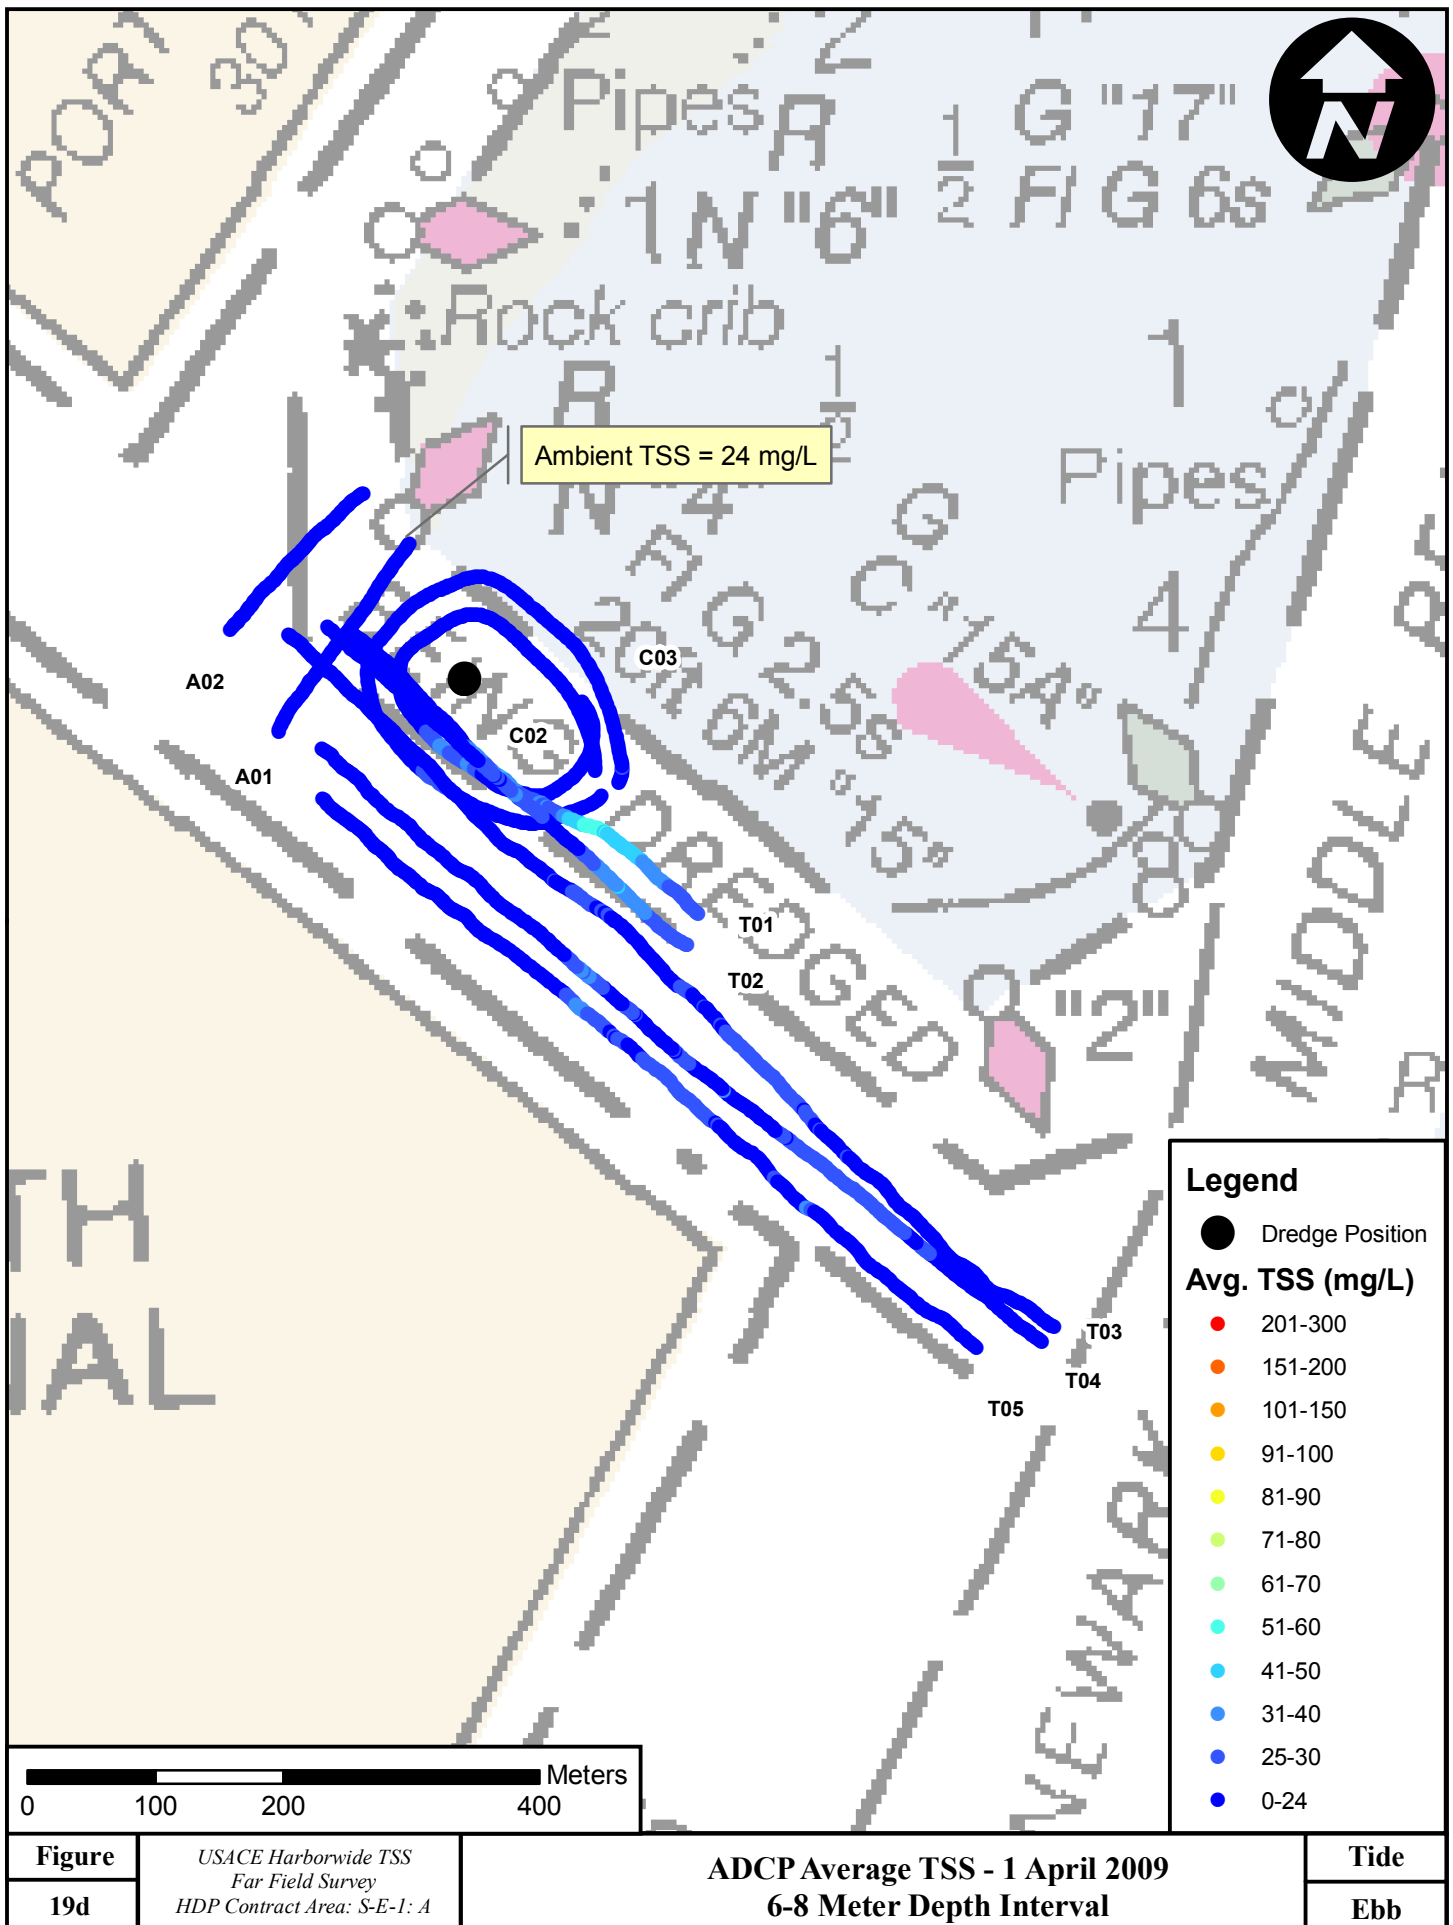 PORT
30
2
2
Pipes
R
1/2
G "17"
Fl G 6s
N
1 N "6"
Rock crib
R
1/2
1
Ambient TSS = 24 mg/L
N "4"
Pipes
G
C "15A"
Fl G 2.5s
20ft 6M "15"
4
BEING
DREDGED
C03
A02
C02
A01
T01
T02
"2"
MIDDLE
R
TH
IAL
T03
T04
T05
NEWARK
Legend
Dredge Position
Avg. TSS (mg/L)
201-300
151-200
101-150
91-100
81-90
71-80
61-70
51-60
41-50
31-40
25-30
0-24
Meters
0 100 200 400
Figure
19d
USACE Harborwide TSS
Far Field Survey
HDP Contract Area: S-E-1: A
ADCP Average TSS - 1 April 2009
6-8 Meter Depth Interval
Tide
Ebb